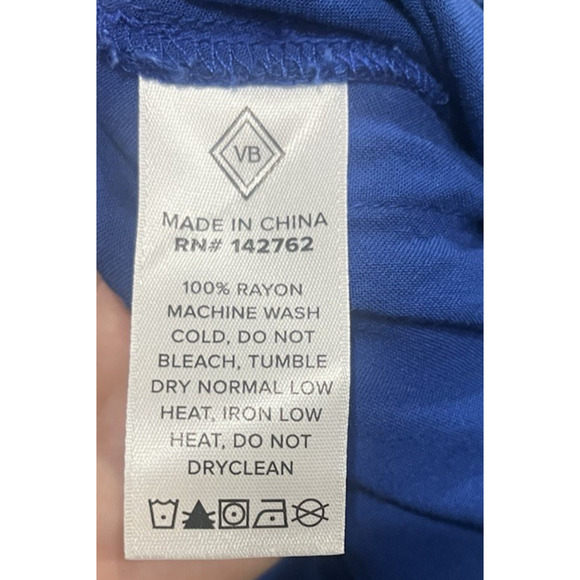 VB
MADE IN CHINA
RN# 142762
100% RAYON
MACHINE WASH
COLD, DO NOT
BLEACH, TUMBLE
DRY NORMAL LOW
HEAT, IRON LOW
HEAT, DO NOT
DRYCLEAN